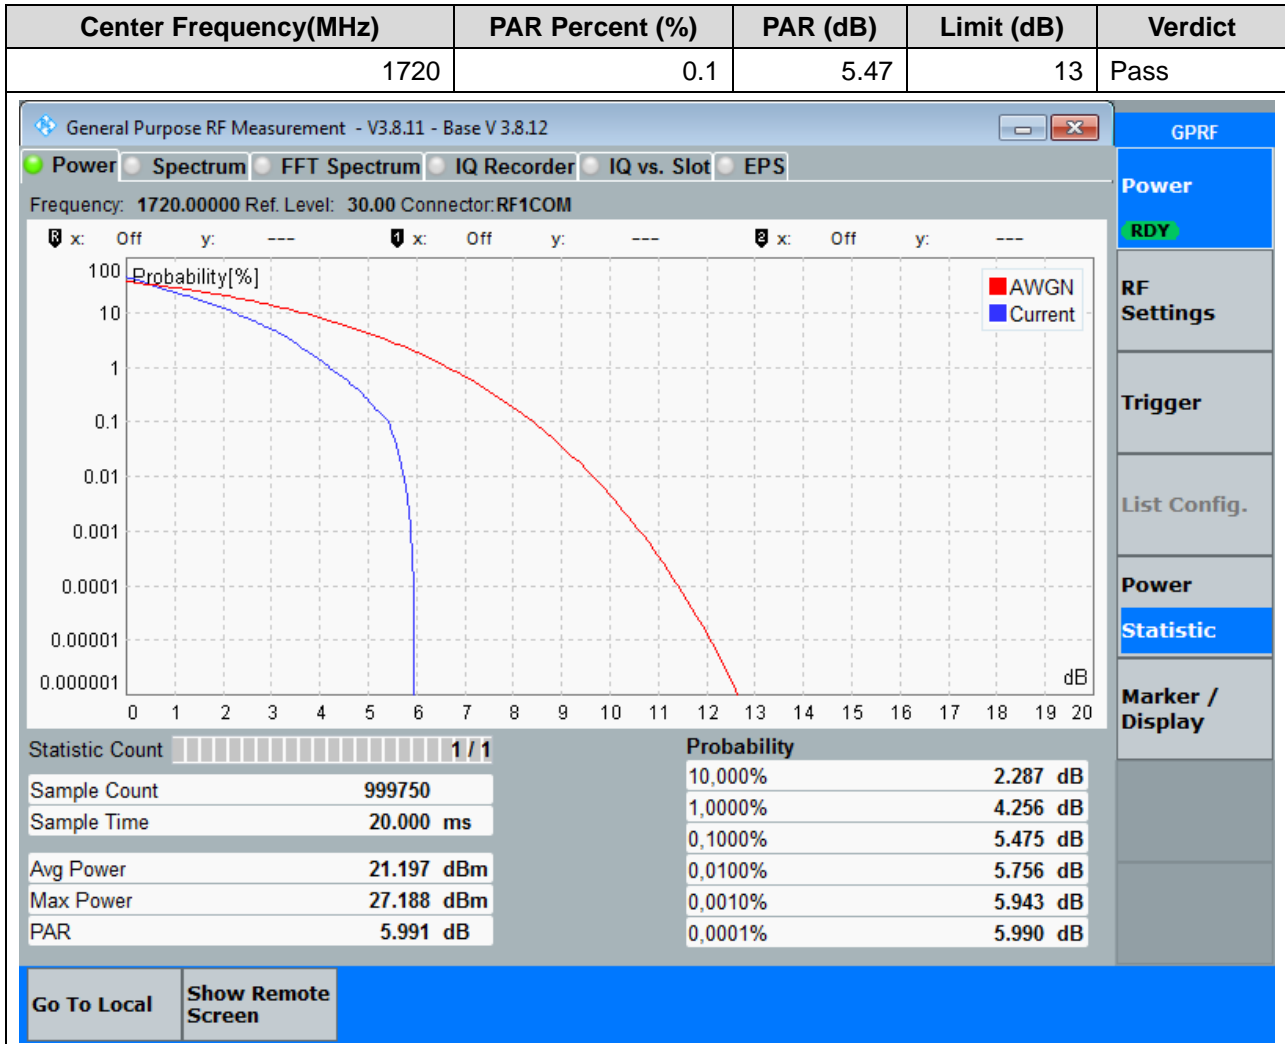 Center Frequency(MHz) PAR Percent (%) PAR (dB) Limit (dB) Verdict
1720 0.1 5.47 13 Pass
General Purpose RF Measurement - V3.8.11 - Base V 3.8.12
GPRF
Power Spectrum FFT Spectrum IQ Recorder IQ vs. Slot EPS
Power
RDY
Frequency: 1720.00000 Ref. Level: 30.00 Connector:RF1COM
R x: Off y: --- 1 x: Off y: --- 2 x: Off y: ---
Probability[%]
AWGN
Current
100
10
1
0.1
0.01
0.001
0.0001
0.00001
0.000001
dB
0 1 2 3 4 5 6 7 8 9 10 11 12 13 14 15 16 17 18 19 20
RF
Settings
Trigger
List Config.
Power
Statistic
Marker /
Display
Statistic Count 1 / 1
Sample Count 999750
Sample Time 20.000 ms
Avg Power 21.197 dBm
Max Power 27.188 dBm
PAR 5.991 dB
Probability
10,000% 2.287 dB
1,0000% 4.256 dB
0,1000% 5.475 dB
0,0100% 5.756 dB
0,0010% 5.943 dB
0,0001% 5.990 dB
Go To Local
Show Remote
Screen